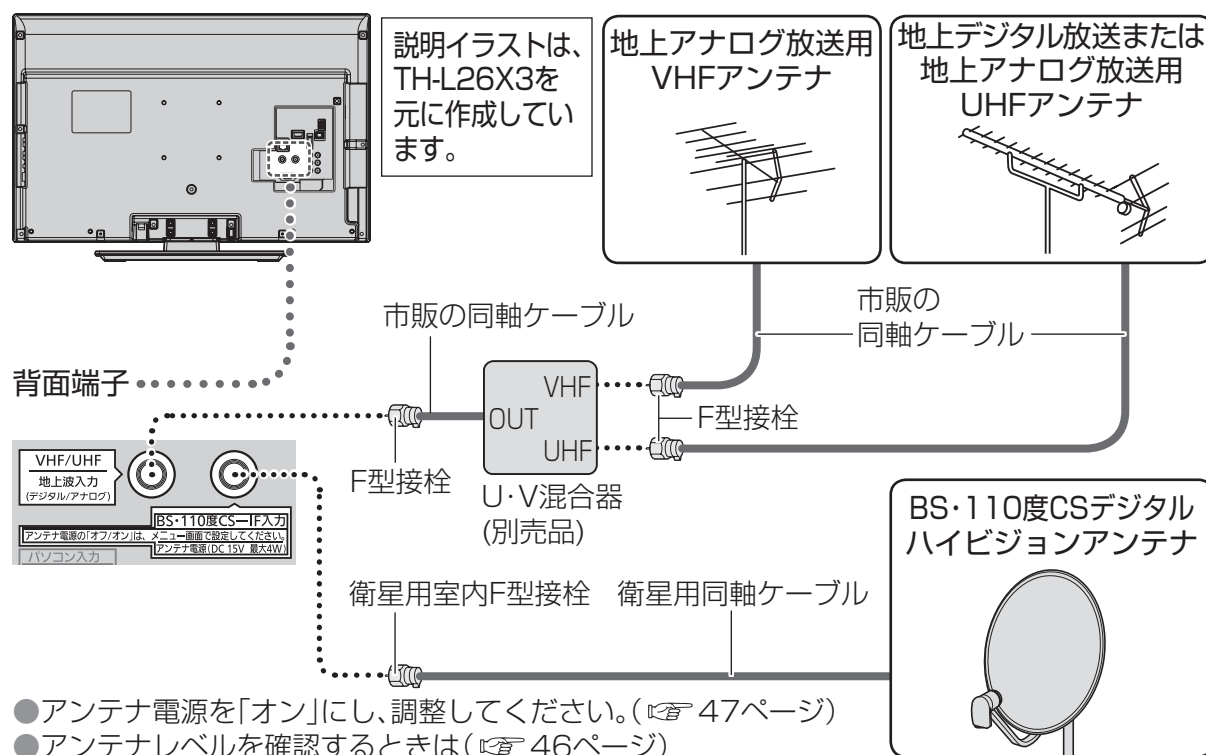 説明イラストは、
TH-L26X3を
元に作成してい
ます。
地上アナログ放送用
VHFアンテナ
地上デジタル放送または
地上アナログ放送用
UHFアンテナ
市販の同軸ケーブル
市販の
同軸ケーブル
背面端子
VHF
OUT
UHF
F型接栓
F型接栓
U・V混合器
(別売品)
VHF/UHF
地上波入力
(デジタル/アナログ)
BS・110度CS－IF入力
アンテナ電源の「オフ/オン」は、メニュー画面で設定してください。
アンテナ電源(DC 15V 最大4W)
パソコン入力
BS・110度CSデジタル
ハイビジョンアンテナ
衛星用室内F型接栓
衛星用同軸ケーブル
●アンテナ電源を「オン」にし、調整してください。(☞ 47ページ)
●アンテナレベルを確認するときは(☞ 46ページ)